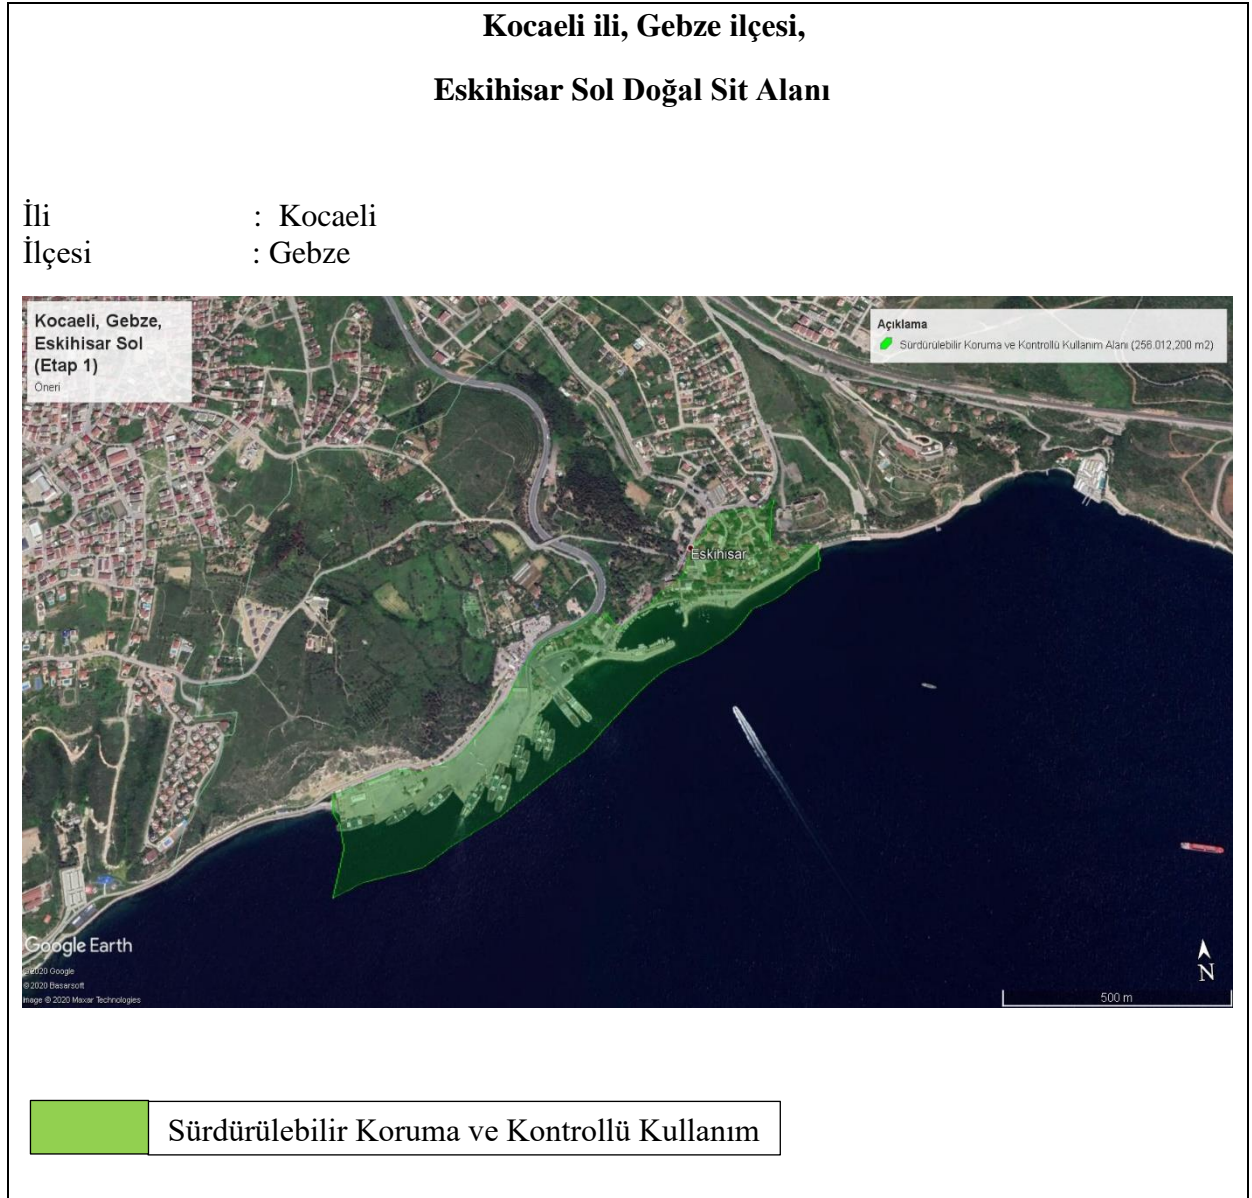 Kocaeli ili, Gebze ilçesi,
Eskihisar Sol Doğal Sit Alanı
İli : Kocaeli
İlçesi : Gebze
Kocaeli, Gebze,
Eskihisar Sol
(Etap 1)
Öneri
Açıklama
Sürdürülebilir Koruma ve Kontrollü Kullanım Alanı (256.012,200 m2)
Eskihisar
Google Earth
© 2020 Google
© 2020 Basarsoft
Image © 2020 Maxar Technologies
N
500 m
Sürdürülebilir Koruma ve Kontrollü Kullanım